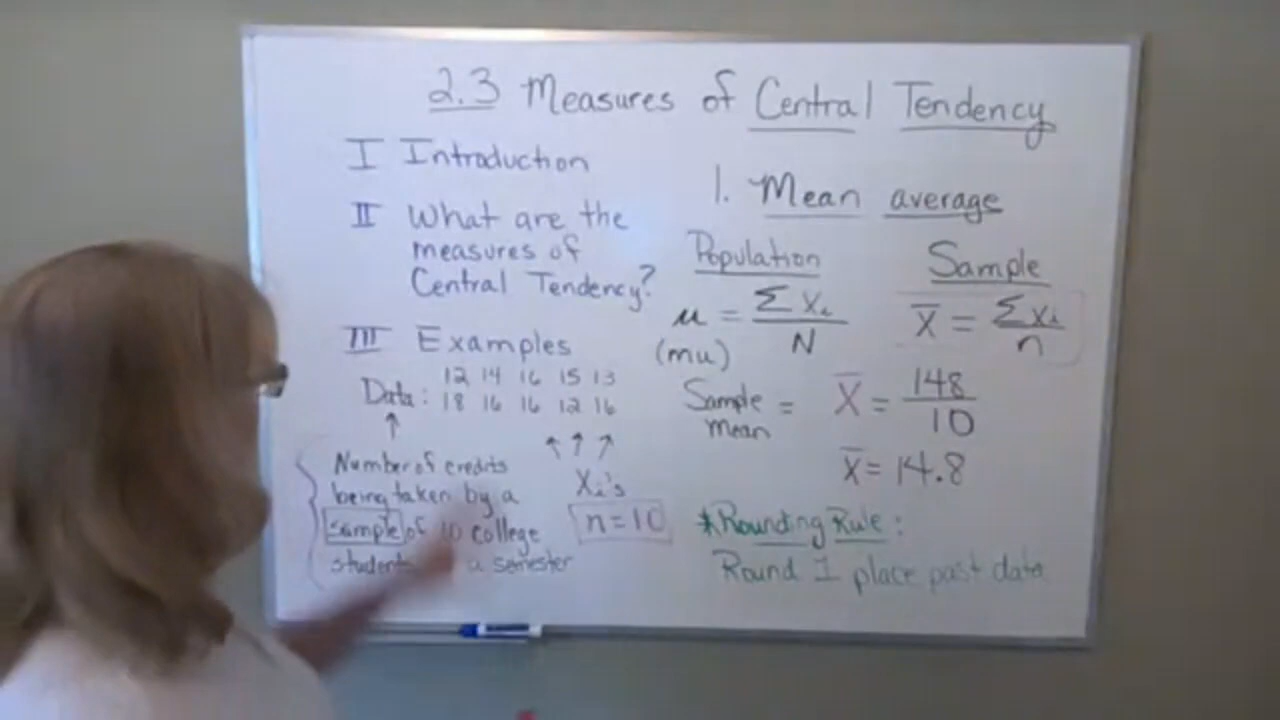 2.3 Measures of Central Tendency
I Introduction
II What are the
measures of
Central Tendency?
III Examples
Data: 12 14 16 15 13
18 16 16 12 16
Number of credits
being taken by a
sample of 10 college
student a semester
Xi's
n=10
1. Mean average
Population
μ = Σxi / N
(mu)
Sample
x̄ = Σxi / n
Sample mean = x̄ = 148 / 10
x̄ = 14.8
*Rounding Rule:
Round 1 place past data